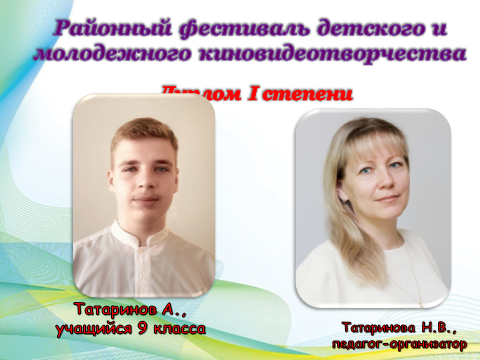 Районный фестиваль детского и
молодежного киновидеотворчества
Диплом I степени
Татаринов А.,
учащийся 9 класса
Татаринова Н.В.,
педагог-организатор